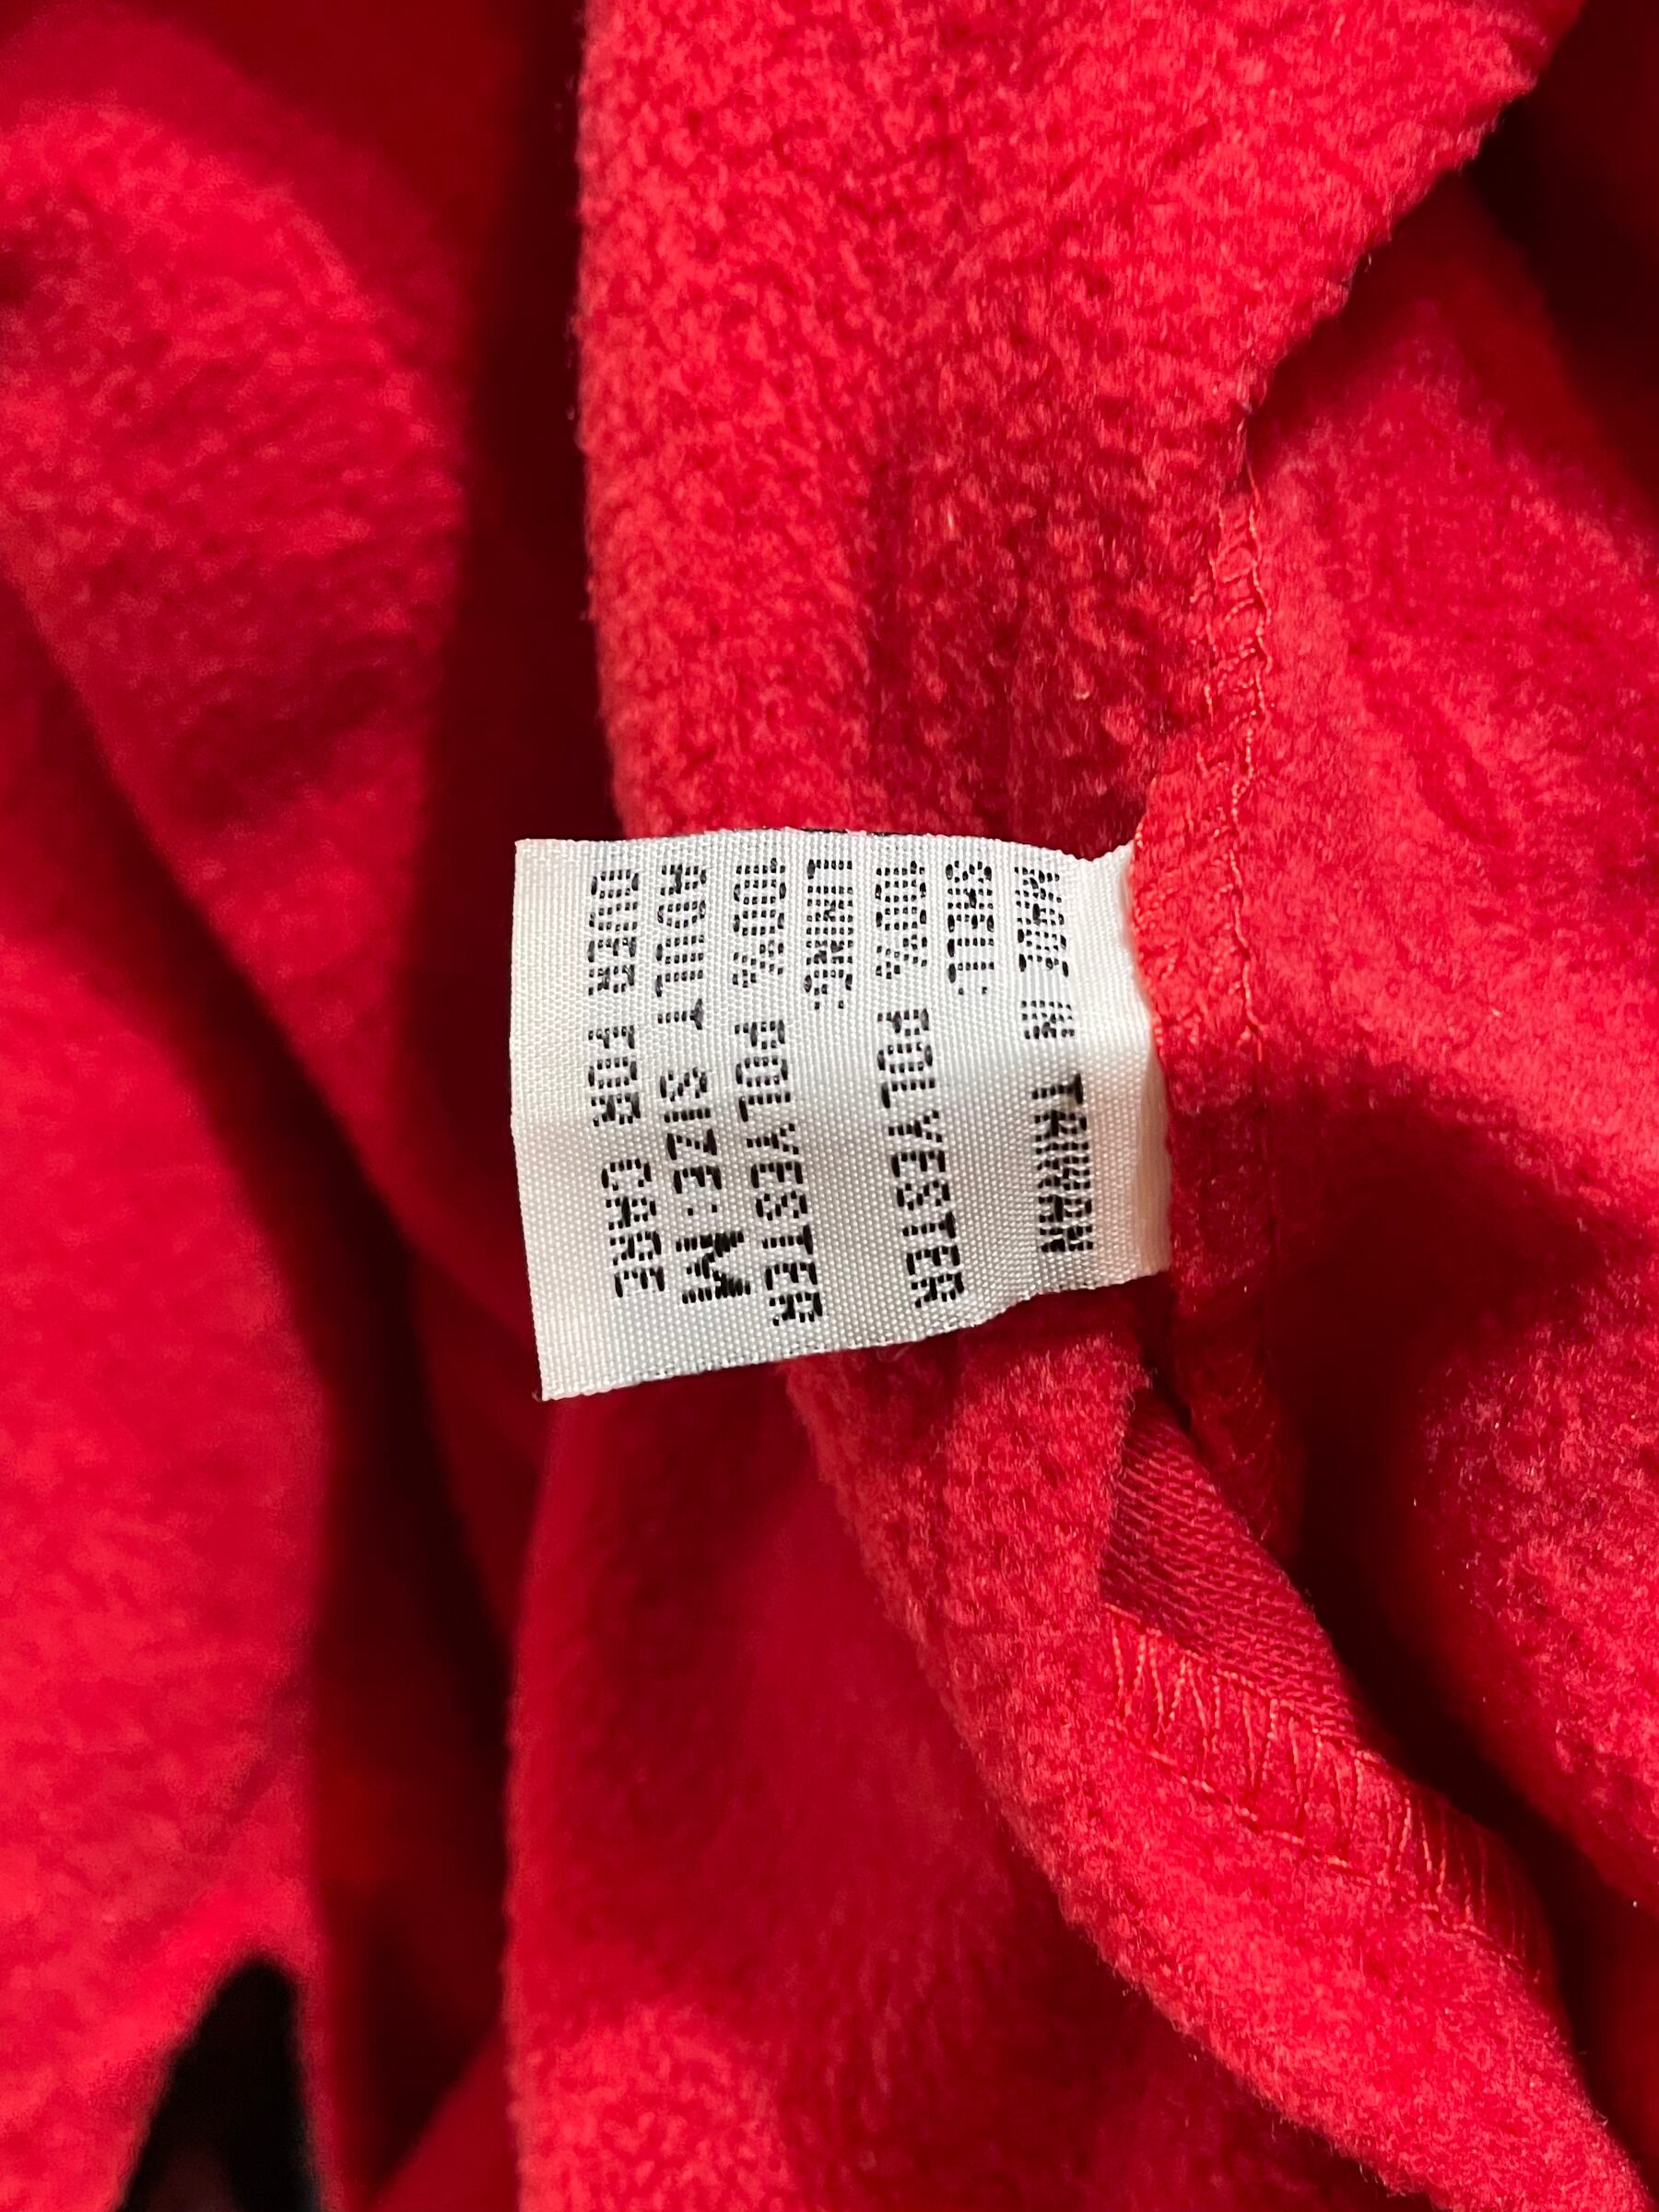 MADE IN TAIWAN
SHELL:
100% POLYESTER
LINING:
100% POLYESTER
ADULT SIZE: M
OVER FOR CARE